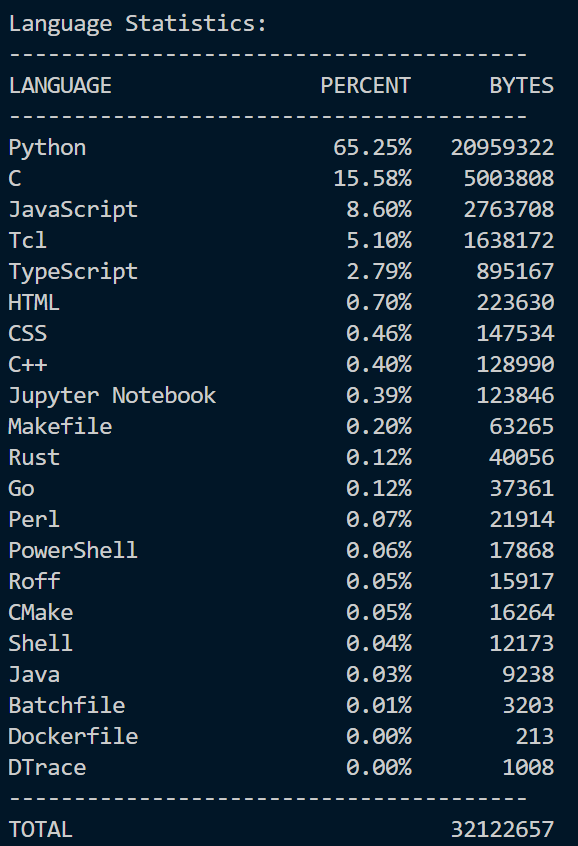 Language Statistics:
----------------------------------------
LANGUAGE                PERCENT      BYTES
----------------------------------------
Python                   65.25%   20959322
C                        15.58%    5003808
JavaScript                8.60%    2763708
Tcl                       5.10%    1638172
TypeScript                2.79%     895167
HTML                      0.70%     223630
CSS                       0.46%     147534
C++                       0.40%     128990
Jupyter Notebook          0.39%     123846
Makefile                  0.20%      63265
Rust                      0.12%      40056
Go                        0.12%      37361
Perl                      0.07%      21914
PowerShell                0.06%      17868
Roff                      0.05%      15917
CMake                     0.05%      16264
Shell                     0.04%      12173
Java                      0.03%       9238
Batchfile                 0.01%       3203
Dockerfile                0.00%        213
DTrace                    0.00%       1008
----------------------------------------
TOTAL                             32122657